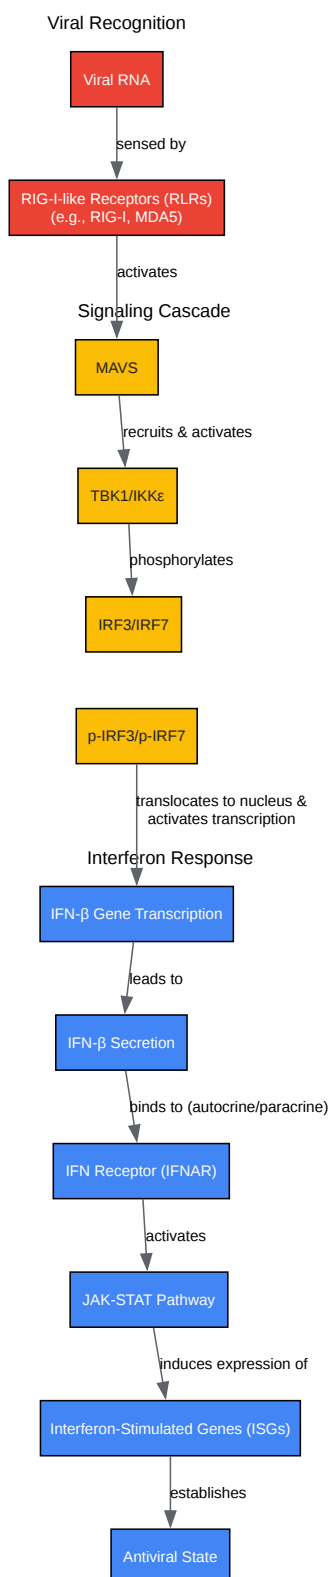 Viral Recognition
Viral RNA
sensed by
RIG-I-like Receptors (RLRs)
(e.g., RIG-I, MDA5)
activates
Signaling Cascade
MAVS
recruits & activates
TBK1/IKKε
phosphorylates
IRF3/IRF7
p-IRF3/p-IRF7
translocates to nucleus &
activates transcription
Interferon Response
IFN-β Gene Transcription
leads to
IFN-β Secretion
binds to (autocrine/paracrine)
IFN Receptor (IFNAR)
activates
JAK-STAT Pathway
induces expression of
Interferon-Stimulated Genes (ISGs)
establishes
Antiviral State